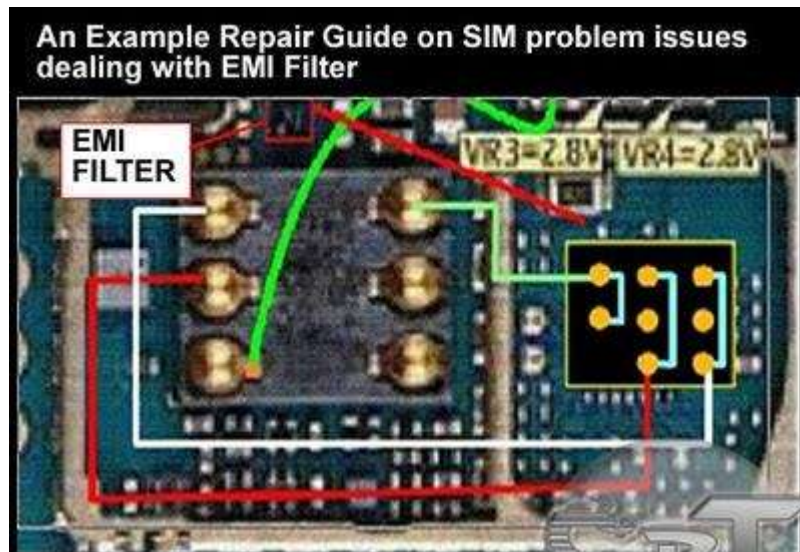 An Example Repair Guide on SIM problem issues
dealing with EMI Filter
EMI
FILTER
VR3=2.8V VR4=2.8V